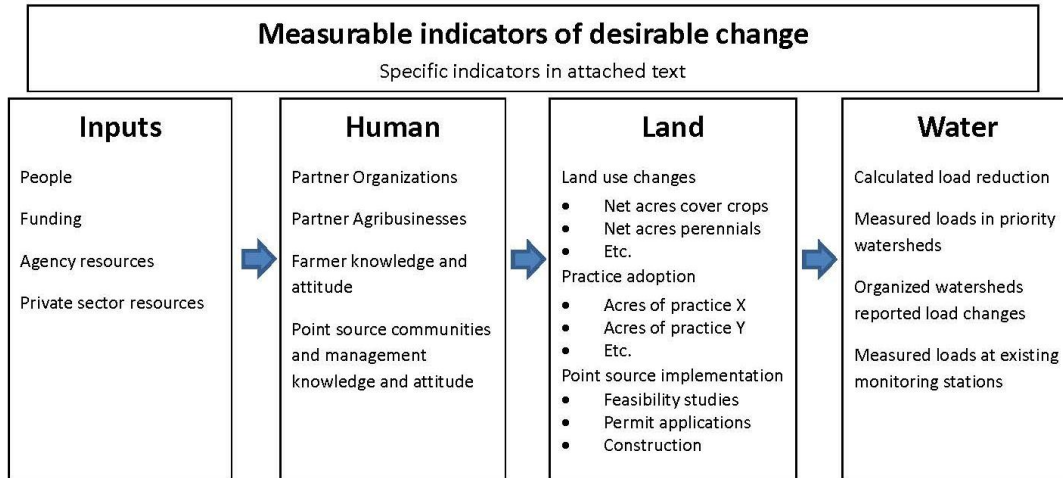 Measurable indicators of desirable change
Specific indicators in attached text
Inputs
People
Funding
Agency resources
Private sector resources
Human
Partner Organizations
Partner Agribusinesses
Farmer knowledge and
attitude
Point source communities
and management
knowledge and attitude
Land
Land use changes
• Net acres cover crops
• Net acres perennials
• Etc.
Practice adoption
• Acres of practice X
• Acres of practice Y
• Etc.
Point source implementation
• Feasibility studies
• Permit applications
• Construction
Water
Calculated load reduction
Measured loads in priority
watersheds
Organized watersheds
reported load changes
Measured loads at existing
monitoring stations